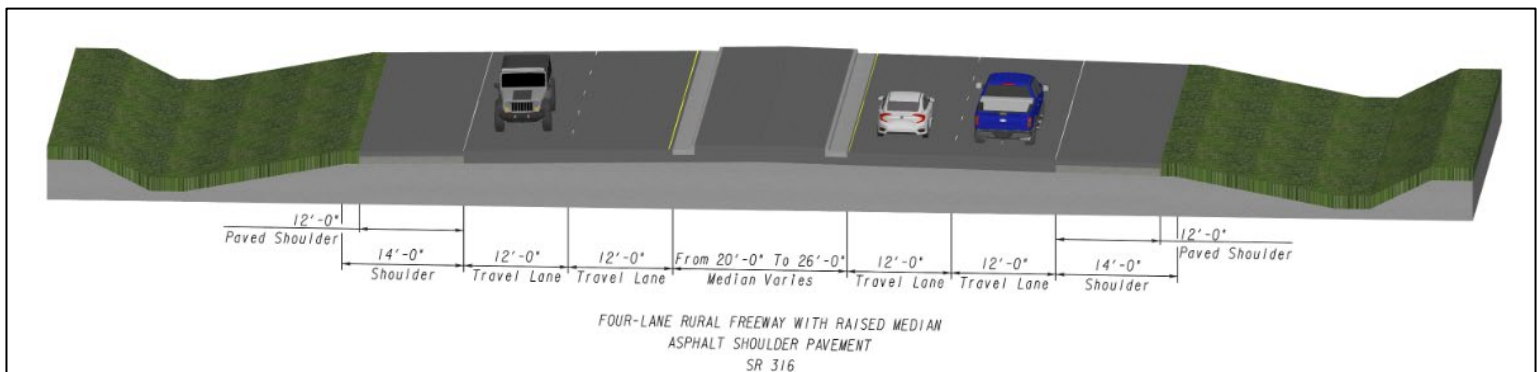 12'-0" Paved Shoulder
14'-0" Shoulder
12'-0" Travel Lane
12'-0" Travel Lane
From 20'-0" To 26'-0" Median Varies
12'-0" Travel Lane
12'-0" Travel Lane
14'-0" Shoulder
12'-0" Paved Shoulder
FOUR-LANE RURAL FREEWAY WITH RAISED MEDIAN
ASPHALT SHOULDER PAVEMENT
SR 316